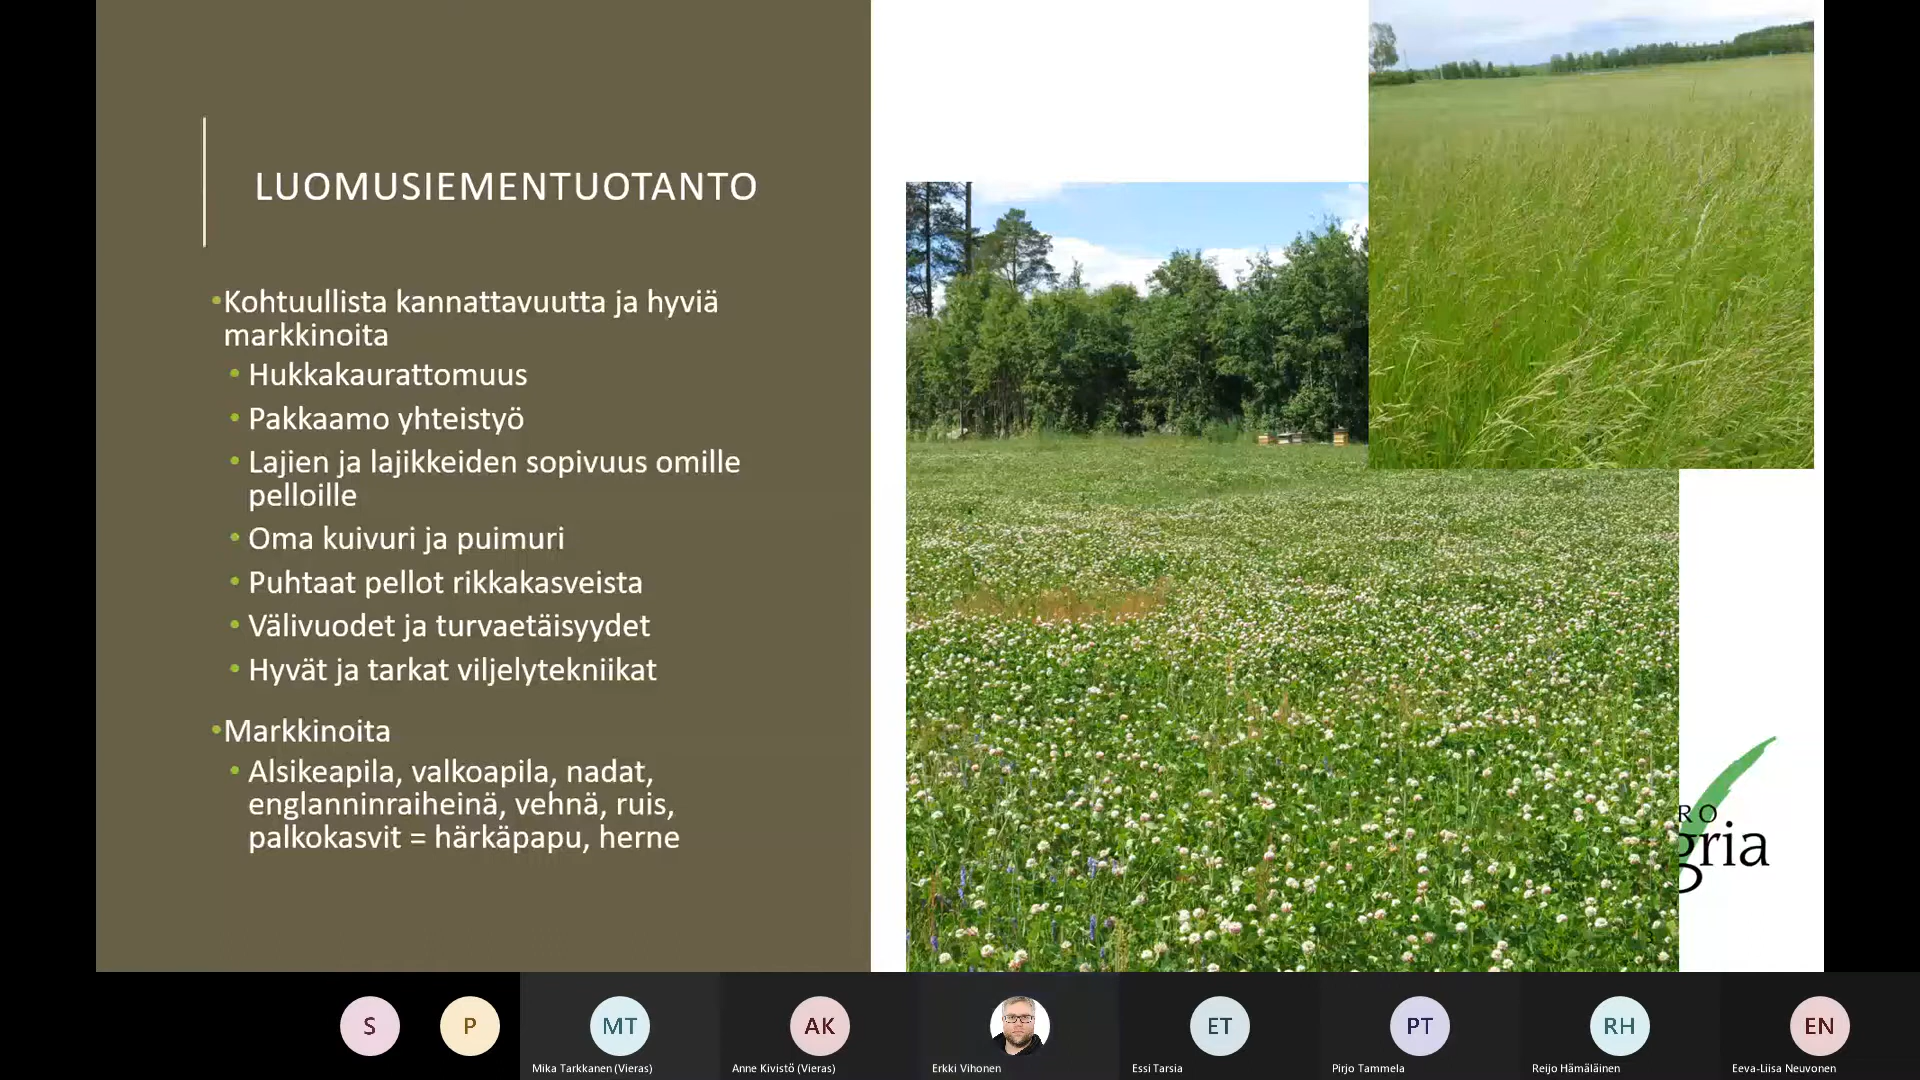 LUOMUSIEMENTUOTANTO
•Kohtuullista kannattavuutta ja hyviä
markkinoita
• Hukkakaurattomuus
• Pakkaamo yhteistyö
• Lajien ja lajikkeiden sopivuus omille
pelloille
• Oma kuivuri ja puimuri
• Puhtaat pellot rikkakasveista
• Välivuodet ja turvaetäisyydet
• Hyvät ja tarkat viljelytekniikat
•Markkinoita
• Alsikeapila, valkoapila, nadat,
englanninraiheinä, vehnä, ruis,
palkokasvit = härkäpapu, herne
RO
gria
S
P
MT
AK
ET
PT
RH
EN
Mika Tarkkanen (Vieras)
Anne Kivistö (Vieras)
Erkki Vihonen
Essi Tarsia
Pirjo Tammela
Reijo Hämäläinen
Eeva-Liisa Neuvonen